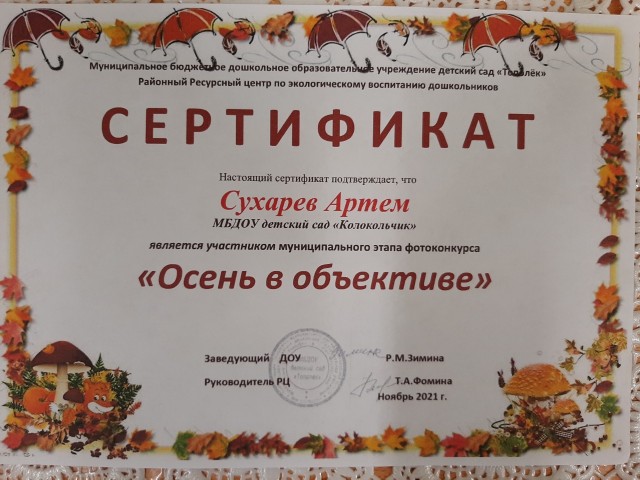 Муниципальное бюджетное дошкольное образовательное учреждение детский сад «Тополёк»
Районный Ресурсный центр по экологическому воспитанию дошкольников
СЕРТИФИКАТ
Настоящий сертификат подтверждает, что
Сухарев Артем
МБДОУ детский сад «Колокольчик»
является участником муниципального этапа фотоконкурса
«Осень в объективе»
Заведующий ДОУ Р.М.Зимина
Руководитель РЦ Т.А.Фомина
Ноябрь 2021 г.